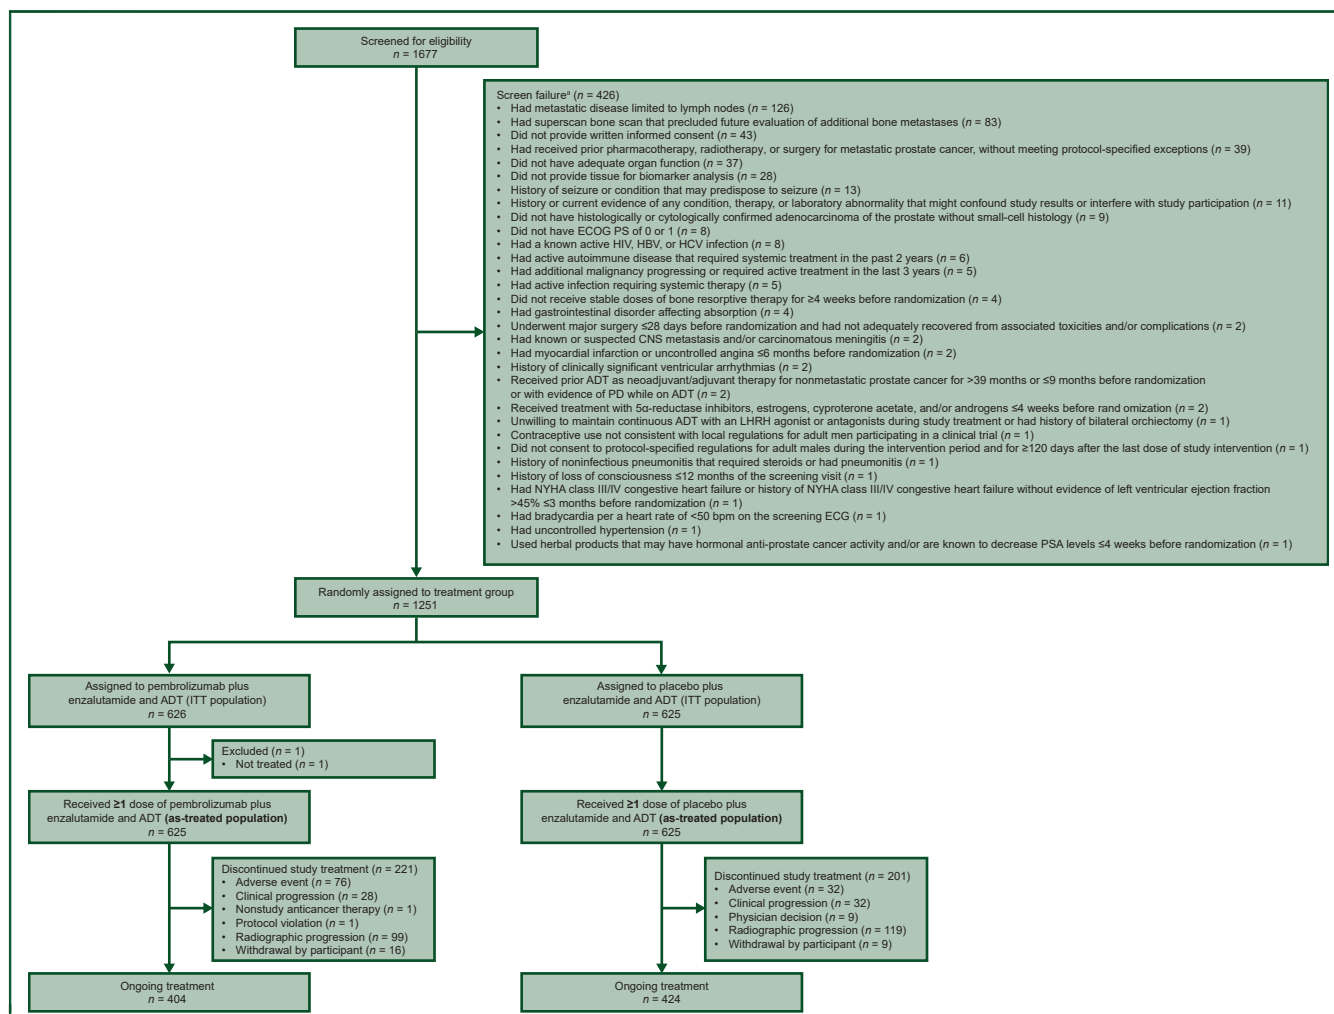 Screened for eligibility
n = 1677
Screen failureᵃ (n = 426)
• Had metastatic disease limited to lymph nodes (n = 126)
• Had superscan bone scan that precluded future evaluation of additional bone metastases (n = 83)
• Did not provide written informed consent (n = 43)
• Had received prior pharmacotherapy, radiotherapy, or surgery for metastatic prostate cancer, without meeting protocol-specified exceptions (n = 39)
• Did not have adequate organ function (n = 37)
• Did not provide tissue for biomarker analysis (n = 28)
• History of seizure or condition that may predispose to seizure (n = 13)
• History or current evidence of any condition, therapy, or laboratory abnormality that might confound study results or interfere with study participation (n = 11)
• Did not have histologically or cytologically confirmed adenocarcinoma of the prostate without small-cell histology (n = 9)
• Did not have ECOG PS of 0 or 1 (n = 8)
• Had a known active HIV, HBV, or HCV infection (n = 8)
• Had active autoimmune disease that required systemic treatment in the past 2 years (n = 6)
• Had additional malignancy progressing or required active treatment in the last 3 years (n = 5)
• Had active infection requiring systemic therapy (n = 5)
• Did not receive stable doses of bone resorptive therapy for ≥4 weeks before randomization (n = 4)
• Had gastrointestinal disorder affecting absorption (n = 4)
• Underwent major surgery ≤28 days before randomization and had not adequately recovered from associated toxicities and/or complications (n = 2)
• Had known or suspected CNS metastasis and/or carcinomatous meningitis (n = 2)
• Had myocardial infarction or uncontrolled angina ≤6 months before randomization (n = 2)
• History of clinically significant ventricular arrhythmias (n = 2)
• Received prior ADT as neoadjuvant/adjuvant therapy for nonmetastatic prostate cancer for >39 months or ≤9 months before randomization
or with evidence of PD while on ADT (n = 2)
• Received treatment with 5α-reductase inhibitors, estrogens, cyproterone acetate, and/or androgens ≤4 weeks before rand omization (n = 2)
• Unwilling to maintain continuous ADT with an LHRH agonist or antagonists during study treatment or had history of bilateral orchiectomy (n = 1)
• Contraceptive use not consistent with local regulations for adult men participating in a clinical trial (n = 1)
• Did not consent to protocol-specified regulations for adult males during the intervention period and for ≥120 days after the last dose of study intervention (n = 1)
• History of noninfectious pneumonitis that required steroids or had pneumonitis (n = 1)
• History of loss of consciousness ≤12 months of the screening visit (n = 1)
• Had NYHA class III/IV congestive heart failure or history of NYHA class III/IV congestive heart failure without evidence of left ventricular ejection fraction
>45% ≤3 months before randomization (n = 1)
• Had bradycardia per a heart rate of <50 bpm on the screening ECG (n = 1)
• Had uncontrolled hypertension (n = 1)
• Used herbal products that may have hormonal anti-prostate cancer activity and/or are known to decrease PSA levels ≤4 weeks before randomization (n = 1)
Randomly assigned to treatment group
n = 1251
Assigned to pembrolizumab plus
enzalutamide and ADT (ITT population)
n = 626
Assigned to placebo plus
enzalutamide and ADT (ITT population)
n = 625
Excluded (n = 1)
• Not treated (n = 1)
Received ≥1 dose of pembrolizumab plus
enzalutamide and ADT (as-treated population)
n = 625
Received ≥1 dose of placebo plus
enzalutamide and ADT (as-treated population)
n = 625
Discontinued study treatment (n = 221)
• Adverse event (n = 76)
• Clinical progression (n = 28)
• Nonstudy anticancer therapy (n = 1)
• Protocol violation (n = 1)
• Radiographic progression (n = 99)
• Withdrawal by participant (n = 16)
Discontinued study treatment (n = 201)
• Adverse event (n = 32)
• Clinical progression (n = 32)
• Physician decision (n = 9)
• Radiographic progression (n = 119)
• Withdrawal by participant (n = 9)
Ongoing treatment
n = 404
Ongoing treatment
n = 424